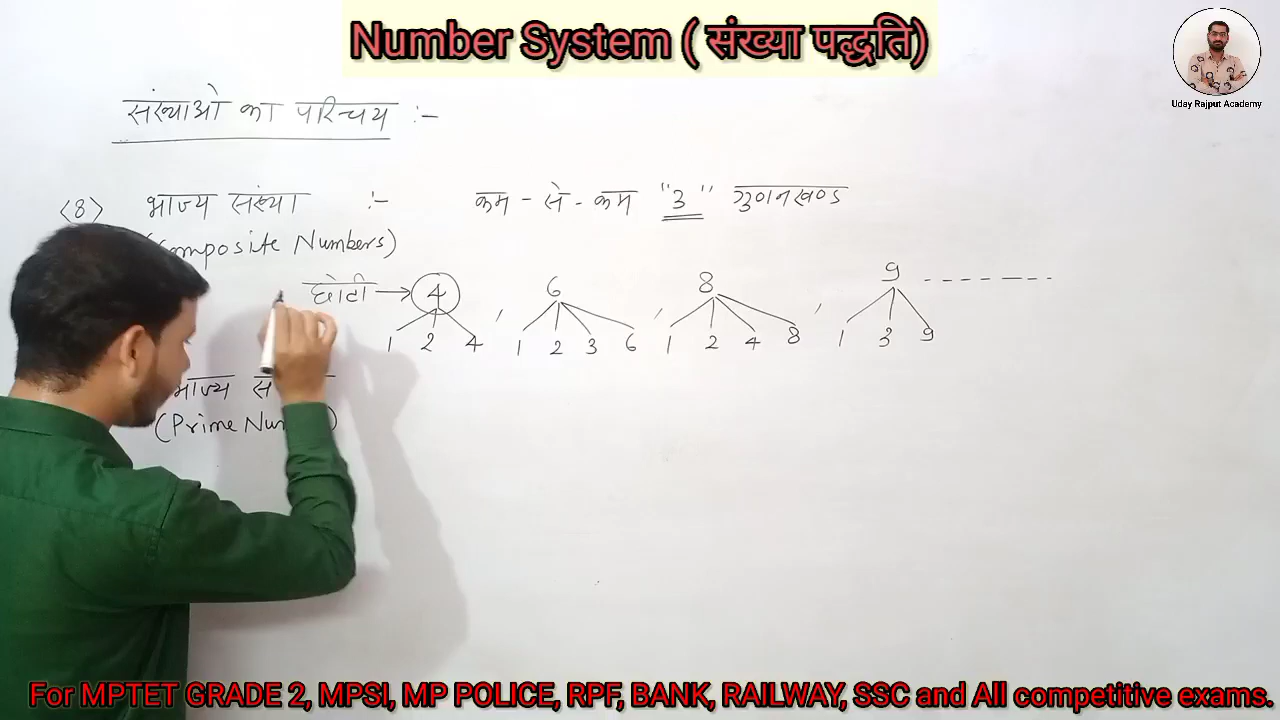 Number System ( संख्या पद्धति)
Uday Rajput Academy
संख्याओ का परिचय :-
<8> भाज्य संख्या :- कम - से - कम "3" गुणनखण्ड
(Composite Numbers)
छोटी → 4 , 6 , 8 , 9 ----------
1 2 4 1 2 3 6 1 2 4 8 1 3 9
भाज्य
(Prime
For MPTET GRADE 2, MPSI, MP POLICE, RPF, BANK, RAILWAY, SSC and All competitive exams.